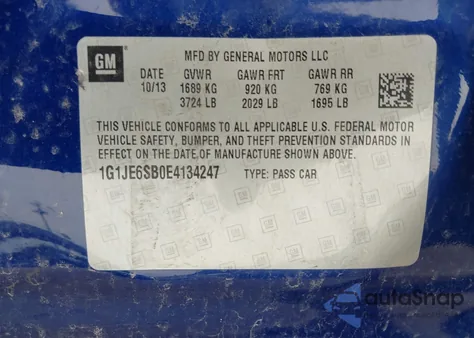 GM
MFD BY GENERAL MOTORS LLC
DATE GVWR GAWR FRT GAWR RR
10/13 1689 KG 920 KG 769 KG
3724 LB 2029 LB 1695 LB
THIS VEHICLE CONFORMS TO ALL APPLICABLE U.S. FEDERAL MOTOR
VEHICLE SAFETY, BUMPER, AND THEFT PREVENTION STANDARDS IN
EFFECT ON THE DATE OF MANUFACTURE SHOWN ABOVE.
1G1JE6SB0E4134247 TYPE: PASS CAR
autoSnap